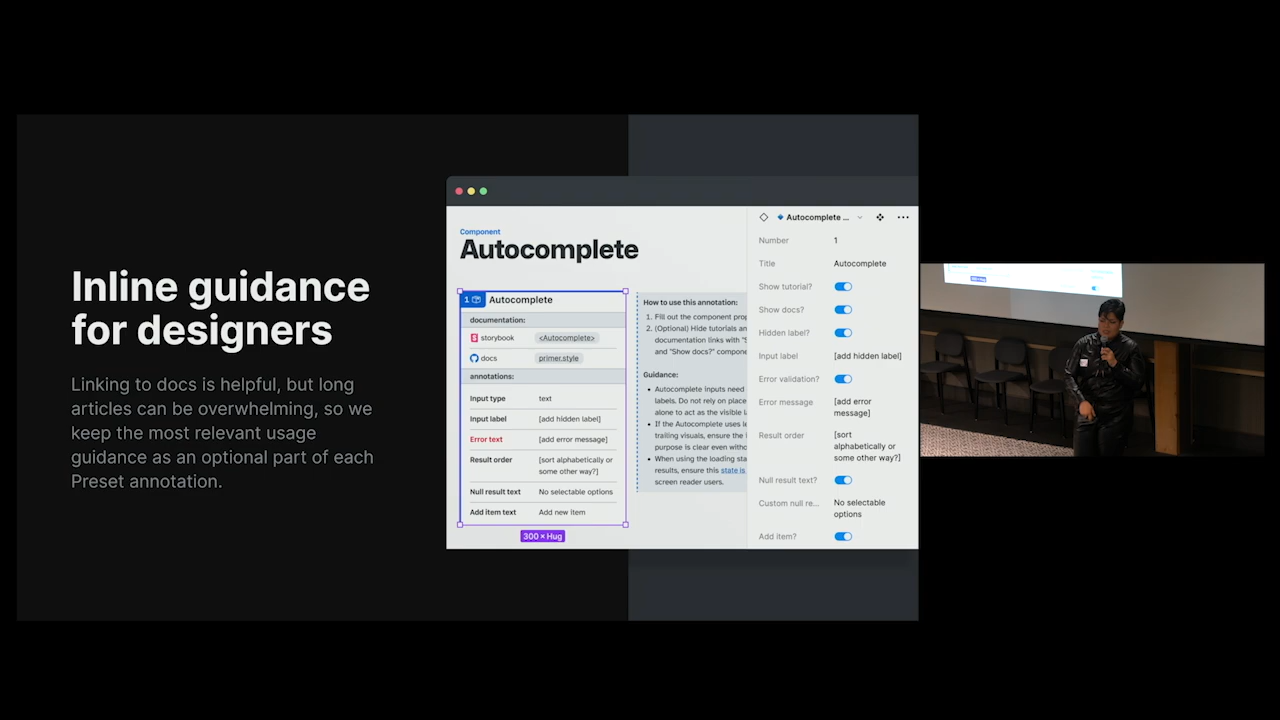 Inline guidance
for designers
Linking to docs is helpful, but long
articles can be overwhelming, so we
keep the most relevant usage
guidance as an optional part of each
Preset annotation.
Component
Autocomplete
1 Autocomplete
documentation:
storybook <Autocomplete>
docs primer.style
annotations:
Input type text
Input label [add hidden label]
Error text [add error message]
Result order [sort alphabetically or
some other way?]
Null result text No selectable options
Add item text Add new item
300 × Hug
How to use this annotation:
1. Fill out the component prop
2. (Optional) Hide tutorials an
documentation links with "S
and "Show docs?" compone
Guidance:
• Autocomplete inputs need
labels. Do not rely on place
alone to act as the visible l
• If the Autocomplete uses le
trailing visuals, ensure the
purpose is clear even witho
• When using the loading sta
results, ensure this state is
screen reader users.
Autocomplete ...
Number 1
Title Autocomplete
Show tutorial?
Show docs?
Hidden label?
Input label [add hidden label]
Error validation?
Error message [add error
message]
Result order [sort
alphabetically or
some other way?]
Null result text?
Custom null re... No selectable
options
Add item?